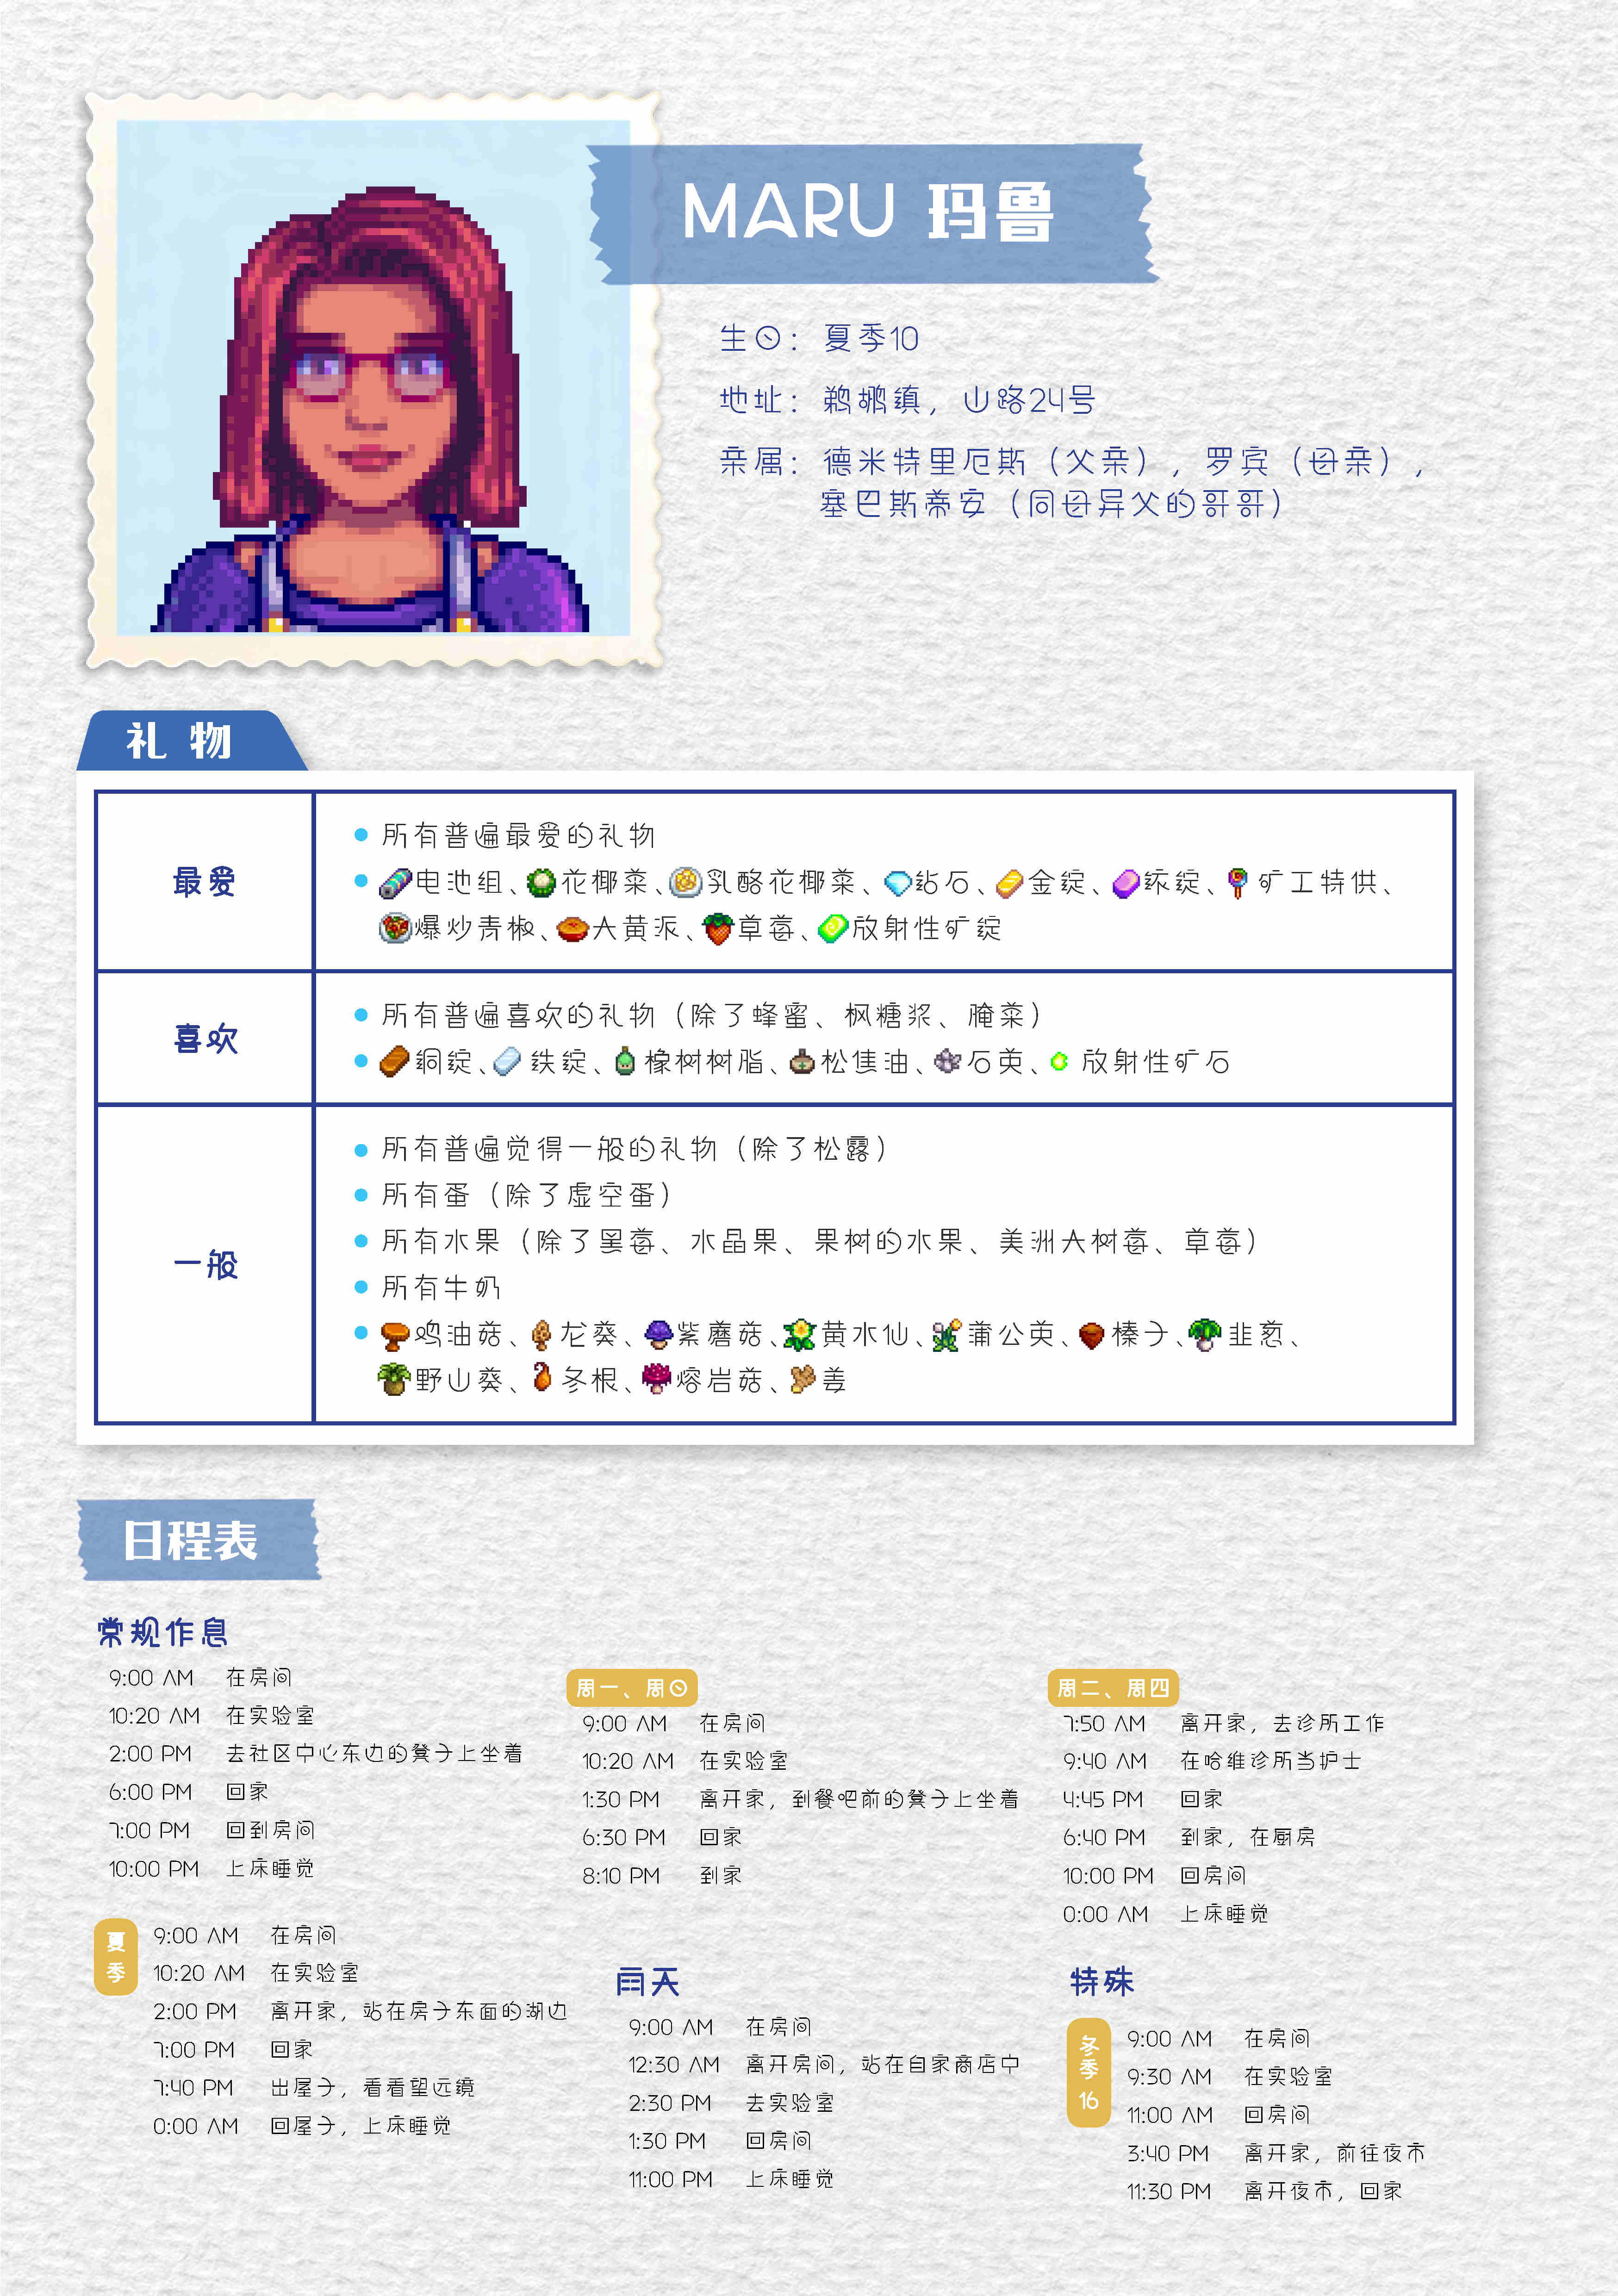 MARU 玛鲁
生日： 夏季10
地址： 鹈鹕镇，山路24号
亲属： 德米特里厄斯（父亲），罗宾（母亲），
塞巴斯蒂安（同母异父的哥哥）
礼 物
最爱
所有普遍最爱的礼物
电池组、花椰菜、乳酪花椰菜、钻石、金锭、铱锭、矿工特供、
爆炒青椒、大黄派、草莓、放射性矿锭
喜欢
所有普遍喜欢的礼物（除了蜂蜜、枫糖浆、腌菜）
铜锭、铁锭、橡树树脂、松焦油、石英、放射性矿石
一般
所有普遍觉得一般的礼物（除了松露）
所有蛋（除了虚空蛋）
所有水果（除了黑莓、水晶果、果树的水果、美洲大树莓、草莓）
所有牛奶
鸡油菇、龙葵、紫蘑菇、黄水仙、蒲公英、榛子、韭葱、
野山葵、冬根、熔岩菇、姜
日程表
常规作息
9:00 AM 在房间
10:20 AM 在实验室
2:00 PM 去社区中心东边的凳子上坐着
6:00 PM 回家
7:00 PM 回到房间
10:00 PM 上床睡觉
周一、周日
9:00 AM 在房间
10:20 AM 在实验室
1:30 PM 离开家，到餐吧前的凳子上坐着
6:30 PM 回家
8:10 PM 到家
周二、周四
7:50 AM 离开家，去诊所工作
9:40 AM 在哈维诊所当护士
4:45 PM 回家
6:40 PM 到家，在厨房
10:00 PM 回房间
0:00 AM 上床睡觉
夏季
9:00 AM 在房间
10:20 AM 在实验室
2:00 PM 离开家，站在房子东面的湖边
7:00 PM 回家
7:40 PM 出屋子，看看望远镜
0:00 AM 回屋子，上床睡觉
雨天
9:00 AM 在房间
12:30 AM 离开房间，站在自家商店中
2:30 PM 去实验室
1:30 PM 回房间
11:00 PM 上床睡觉
特殊
冬季16
9:00 AM 在房间
9:30 AM 在实验室
11:00 AM 回房间
3:40 PM 离开家，前往夜市
11:30 PM 离开夜市，回家